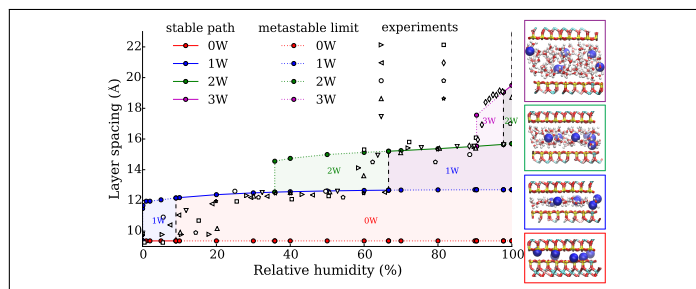 stable path metastable limit experiments
0W 0W
1W 1W
2W 2W
3W 3W
22
20
18
16
14
12
10
Layer spacing (Å)
3W 2W
2W 1W
1W 0W
0 20 40 60 80 100
Relative humidity (%)